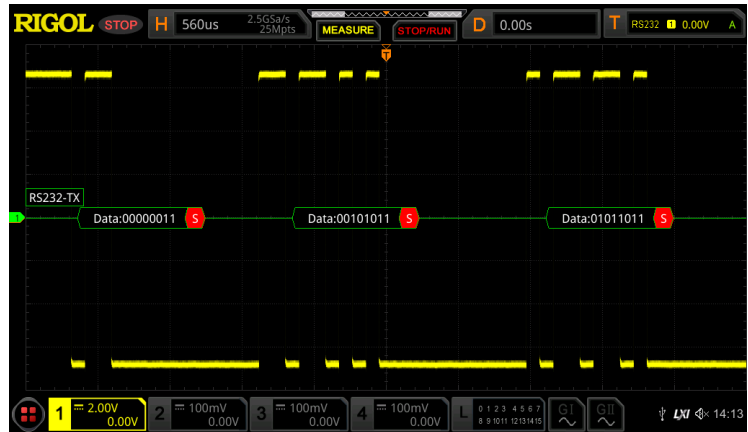 RIGOL STOP H 560us 2.5GSa/s 25Mpts MEASURE STOP/RUN D 0.00s T RS232 1 0.00V A
T
RS232-TX
1 Data:00000011 S Data:00101011 S Data:01011011 S
1 2.00V 0.00V 2 100mV 0.00V 3 100mV 0.00V 4 100mV 0.00V L 0 1 2 3 4 5 6 7 8 9 10 11 12 13 14 15 GI GII LXI 14:13